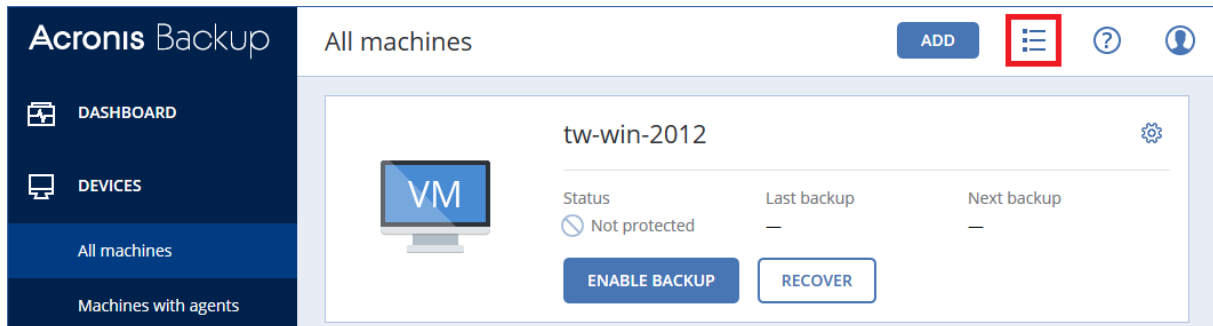 Acronis Backup
All machines
ADD
?
DASHBOARD
DEVICES
All machines
Machines with agents
tw-win-2012
VM
Status
Last backup
Next backup
Not protected
—
—
ENABLE BACKUP
RECOVER